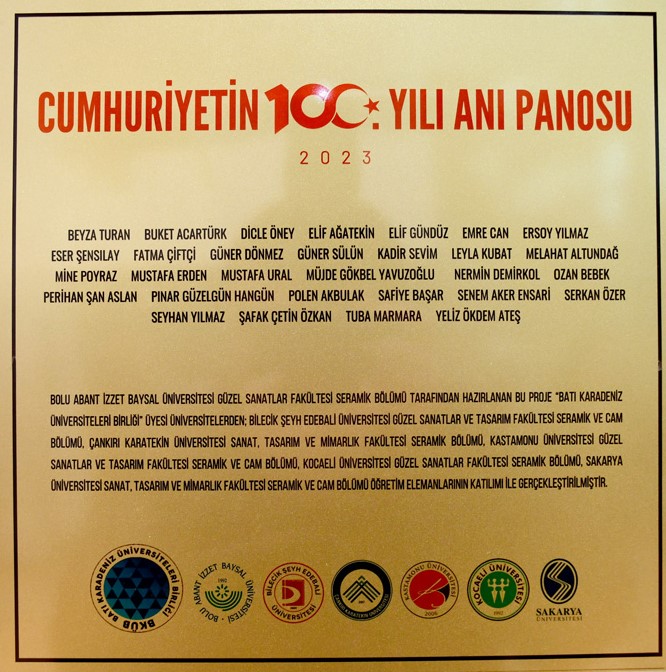 CUMHURİYETİN 100. YILI ANI PANOSU
2023
BEYZA TURAN BUKET ACARTÜRK DİCLE ÖNEY ELİF AĞATEKİN ELİF GÜNDÜZ EMRE CAN ERSOY YILMAZ
ESER ŞENSILAY FATMA ÇİFTÇİ GÜNER DÖNMEZ GÜNER SÜLÜN KADİR SEVİM LEYLA KUBAT MELAHAT ALTUNDAĞ
MİNE POYRAZ MUSTAFA ERDEN MUSTAFA URAL MÜJDE GÖKBEL YAVUZOĞLU NERMİN DEMİRKOL OZAN BEBEK
PERİHAN ŞAN ASLAN PINAR GÜZELGÜN HANGÜN POLEN AKBULAK SAFİYE BAŞAR SENEM AKER ENSARİ SERKAN ÖZER
SEYHAN YILMAZ ŞAFAK ÇETİN ÖZKAN TUBA MARMARA YELİZ ÖKDEM ATEŞ
BOLU ABANT İZZET BAYSAL ÜNİVERSİTESİ GÜZEL SANATLAR FAKÜLTESİ SERAMİK BÖLÜMÜ TARAFINDAN HAZIRLANAN BU PROJE “BATI KARADENİZ
ÜNİVERSİTELERİ BİRLİĞİ” ÜYESİ ÜNİVERSİTELERDEN; BİLECİK ŞEYH EDEBALİ ÜNİVERSİTESİ GÜZEL SANATLAR VE TASARIM FAKÜLTESİ SERAMİK VE CAM
BÖLÜMÜ, ÇANKIRI KARATEKİN ÜNİVERSİTESİ SANAT, TASARIM VE MİMARLIK FAKÜLTESİ SERAMİK BÖLÜMÜ, KASTAMONU ÜNİVERSİTESİ GÜZEL
SANATLAR VE TASARIM FAKÜLTESİ SERAMİK VE CAM BÖLÜMÜ, KOCAELİ ÜNİVERSİTESİ GÜZEL SANATLAR FAKÜLTESİ SERAMİK BÖLÜMÜ, SAKARYA
ÜNİVERSİTESİ SANAT, TASARIM VE MİMARLIK FAKÜLTESİ SERAMİK VE CAM BÖLÜMÜ ÖĞRETİM ELEMANLARININ KATILIMI İLE GERÇEKLEŞTİRİLMİŞTİR.
BATI KARADENİZ ÜNİVERSİTELERİ BİRLİĞİ
BKÜB
BOLU ABANT İZZET BAYSAL ÜNİVERSİTESİ
1992
BİLECİK ŞEYH EDEBALİ
ÜNİVERSİTESİ
ÇANKIRI KARATEKİN ÜNİVERSİTESİ
KASTAMONU ÜNİVERSİTESİ
2006
KOCAELİ ÜNİVERSİTESİ
1992
SAKARYA
ÜNİVERSİTESİ